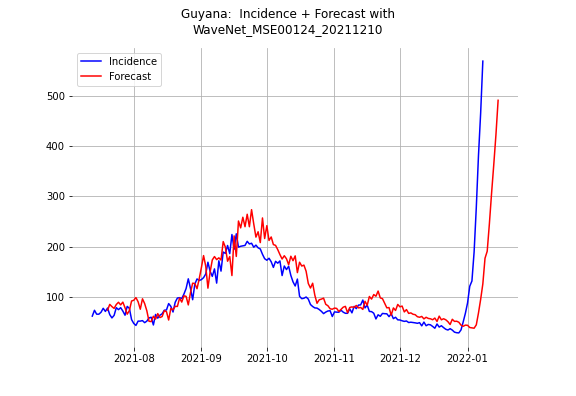 Guyana:  Incidence + Forecast with
WaveNet_MSE00124_20211210
Incidence
Forecast
500
400
300
200
100
2021-08 2021-09 2021-10 2021-11 2021-12 2022-01